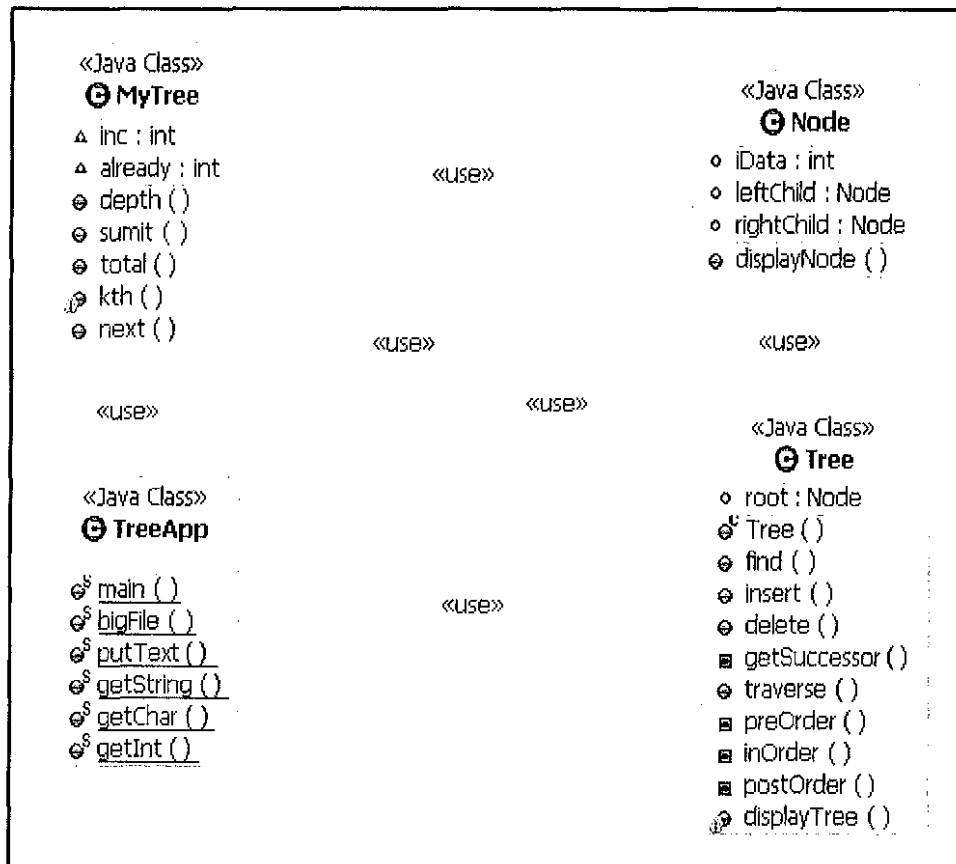 «Java Class»
MyTree
inc : int
already : int
depth ( )
sumit ( )
total ( )
kth ( )
next ( )
«use»
«Java Class»
Node
iData : int
leftChild : Node
rightChild : Node
displayNode ( )
«use»
«use»
«use»
«use»
«Java Class»
TreeApp
main ( )
bigFile ( )
putText ( )
getString ( )
getChar ( )
getInt ( )
«use»
«Java Class»
Tree
root : Node
Tree ( )
find ( )
insert ( )
delete ( )
getSuccessor ( )
traverse ( )
preOrder ( )
inOrder ( )
postOrder ( )
displayTree ( )